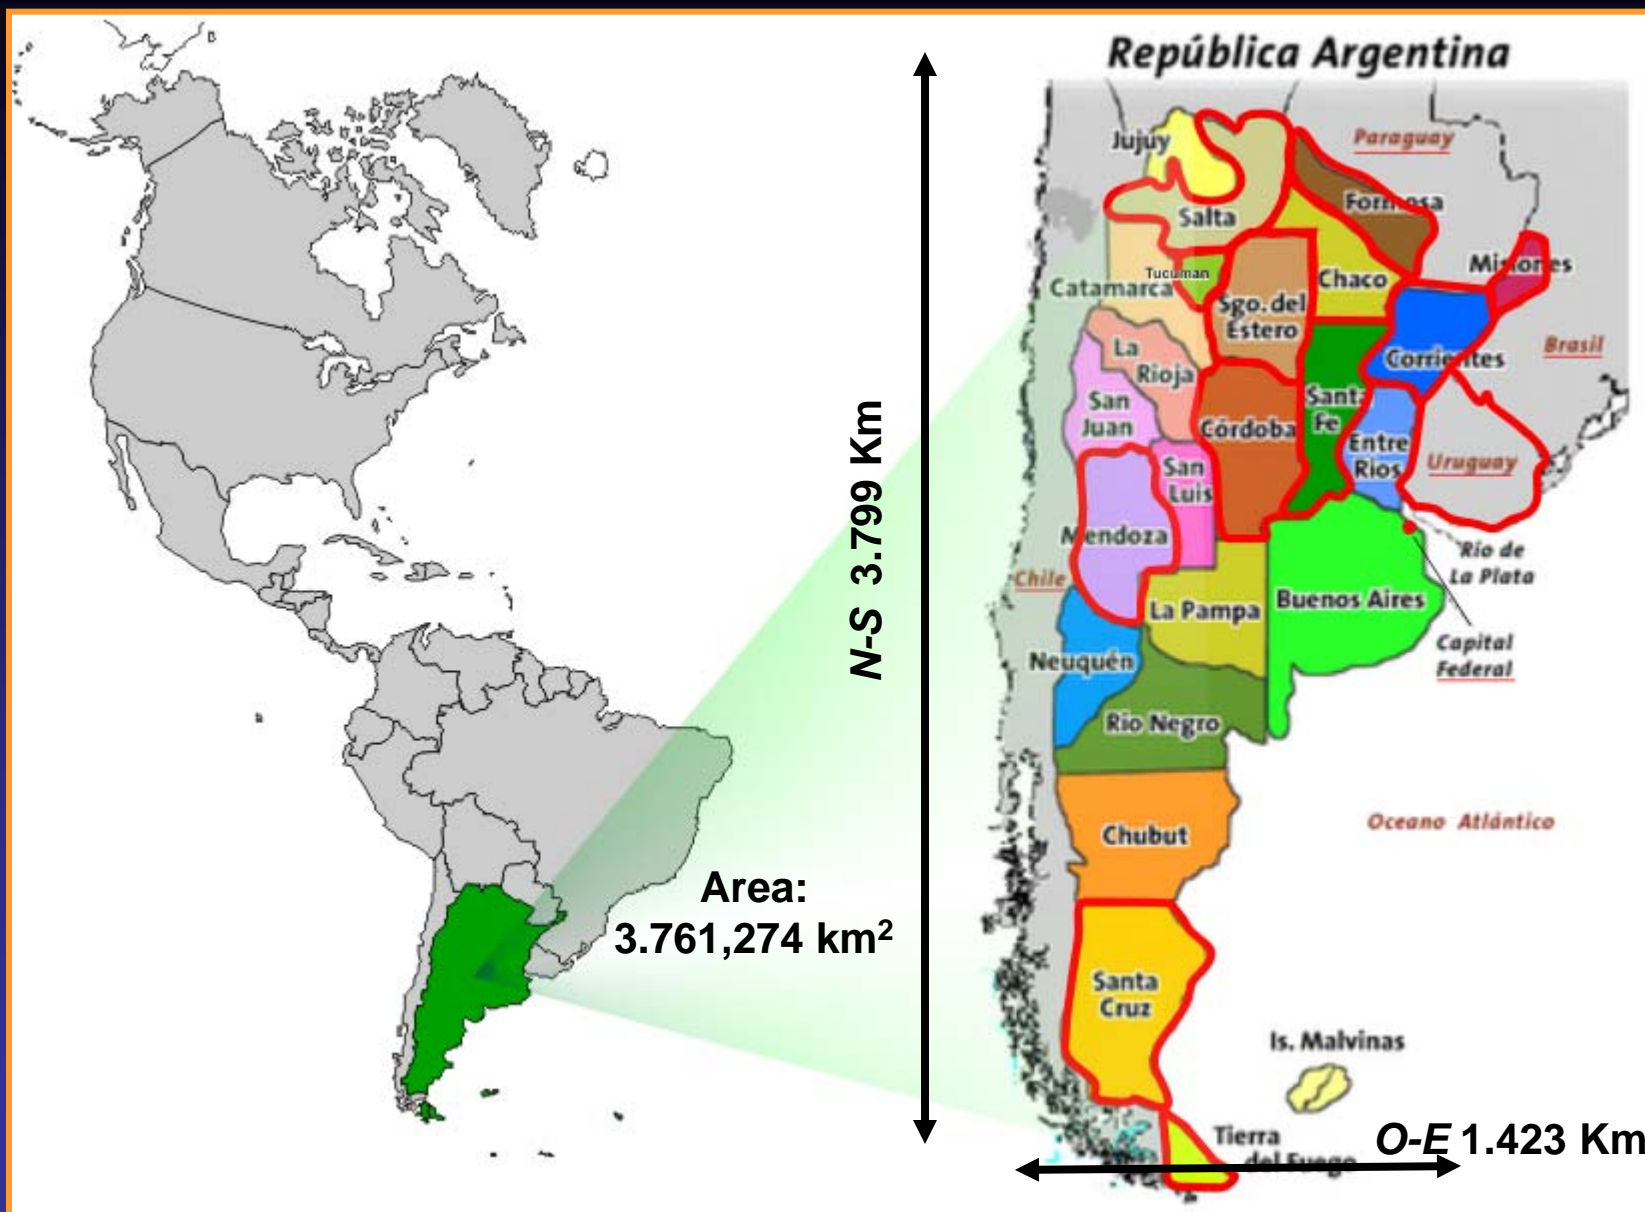 República Argentina
N-S 3.799 Km
Area:
3.761,274 km²
Jujuy
Paraguay
Salta
Formosa
Misiones
Tucuman
Chaco
Catamarca
Sgo. del
Estero
Brasil
La
Rioja
Corrientes
San
Juan
Santa
Fe
Córdoba
Entre
Rios
Uruguay
San
Luis
Mendoza
Rio de
La Plata
Chile
La Pampa
Buenos Aires
Capital
Federal
Neuquén
Rio Negro
Oceano Atlántico
Chubut
Santa
Cruz
Is. Malvinas
Tierra
del Fuego
O-E 1.423 Km